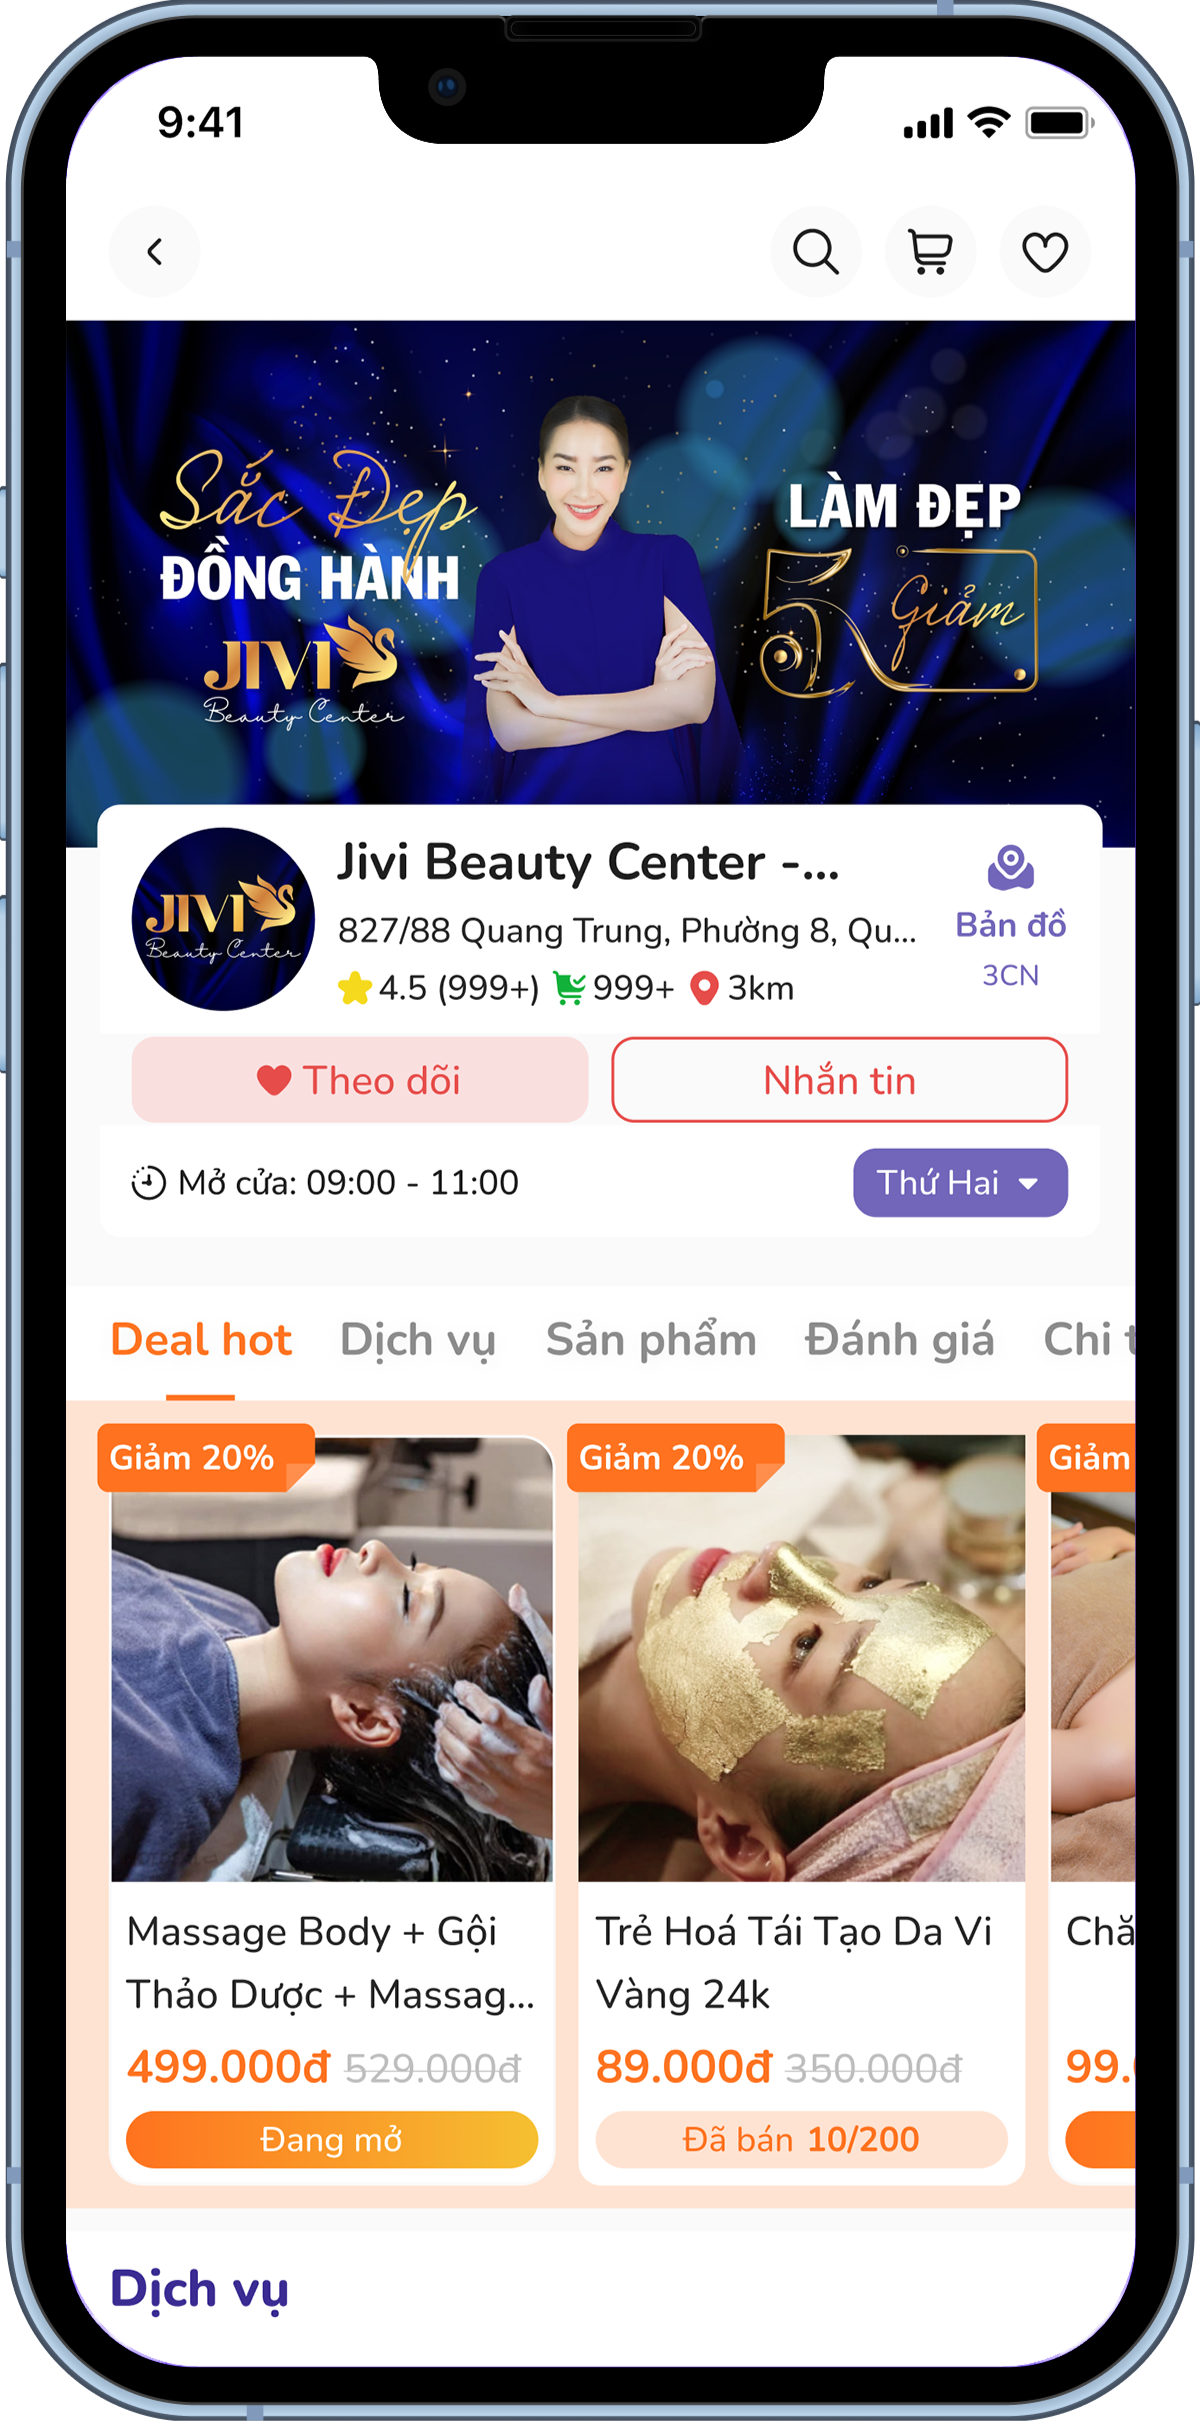 9:41
Sắc Đẹp
ĐỒNG HÀNH
JIVI
Beauty Center
LÀM ĐẸP
Giảm
JIVI
Beauty Center
Jivi Beauty Center -...
827/88 Quang Trung, Phường 8, Qu...
4.5 (999+) 999+ 3km
Bản đồ
3CN
Theo dõi
Nhắn tin
Mở cửa: 09:00 - 11:00
Thứ Hai
Deal hot Dịch vụ Sản phẩm Đánh giá Chi
Giảm 20%
Massage Body + Gội
Thảo Dược + Massag...
499.000đ 529.000đ
Đang mở
Giảm 20%
Trẻ Hoá Tái Tạo Da Vi
Vàng 24k
89.000đ 350.000đ
Đã bán 10/200
Giảm
Chă
99.
Dịch vụ